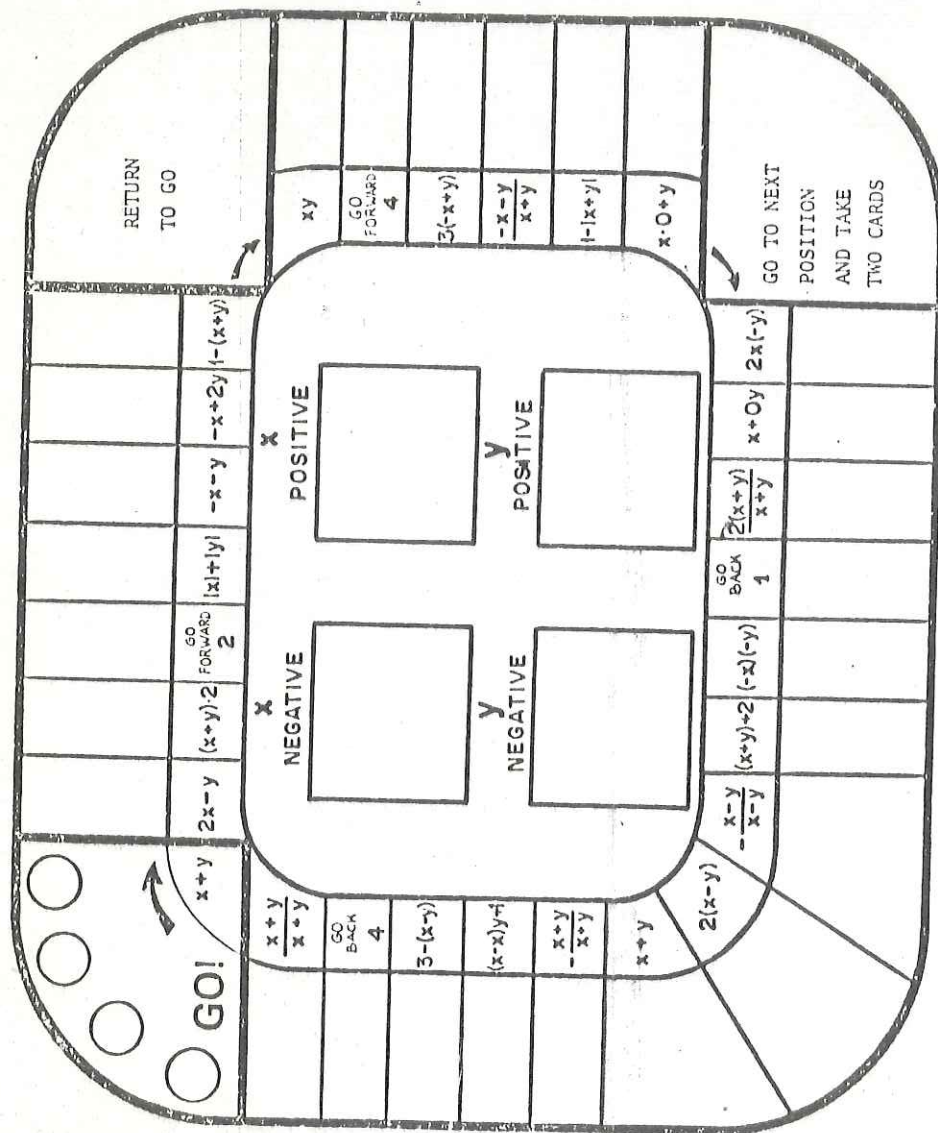 GO!
x+y
2x-y
(x+y)·2
GO
FORWARD
2
|x|+|y|
-x-y
-x+2y
1-(x+y)
RETURN
TO GO
xy
GO
FORWARD
4
3(-x+y)
-x-y
x+y
1-|x+y|
x·0+y
GO TO NEXT
POSITION
AND TAKE
TWO CARDS
2x(-y)
x+0y
2(x+y)
x+y
GO
BACK
1
(-x)(-y)
(x+y)÷2
- x-y
x-y
2(x-y)
x+y
- x+y
x+y
3-(x-y)
GO
BACK
4
x+y
x+y
x
NEGATIVE
x
POSITIVE
y
NEGATIVE
y
POSITIVE